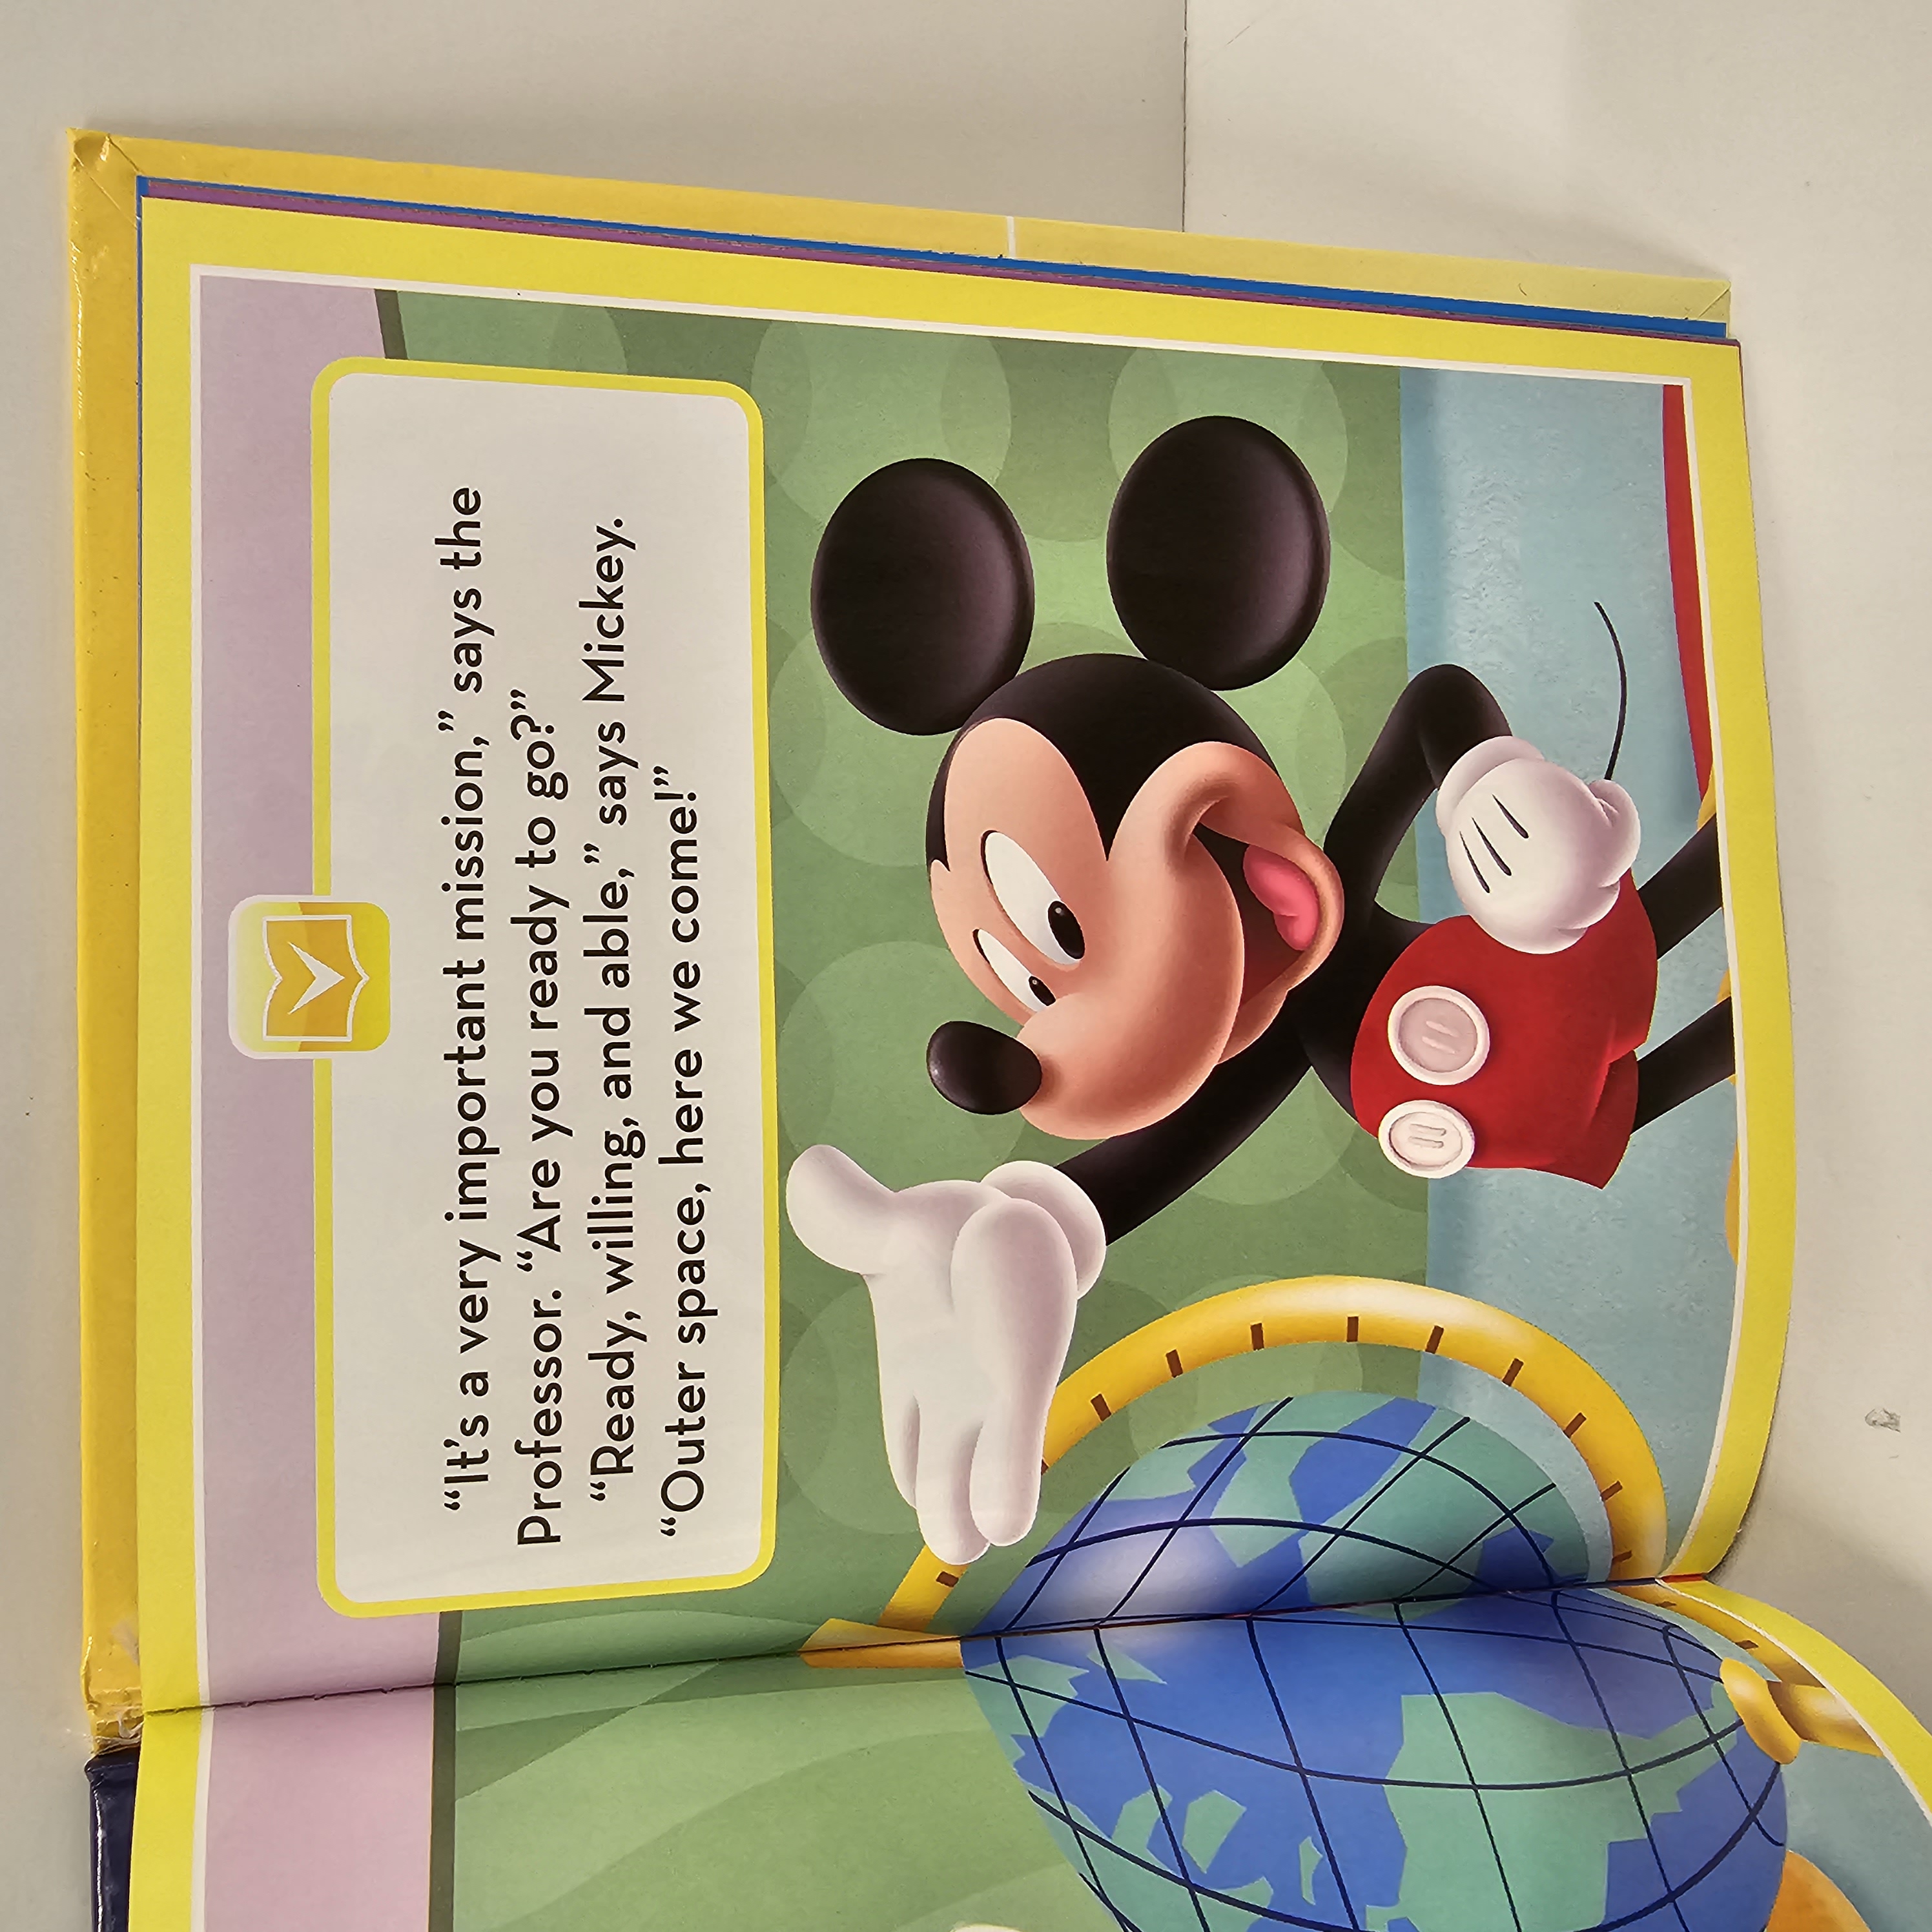 “It’s a very important mission,” says the
Professor. “Are you ready to go?”
“Ready, willing, and able,” says Mickey.
“Outer space, here we come!”